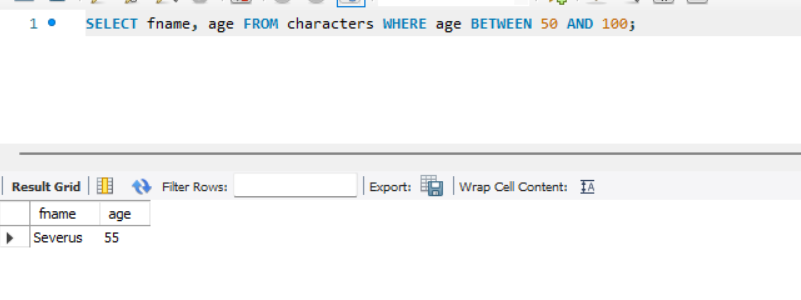 1 SELECT fname, age FROM characters WHERE age BETWEEN 50 AND 100;
Result Grid Filter Rows: Export: Wrap Cell Content: IA
fname age
Severus 55